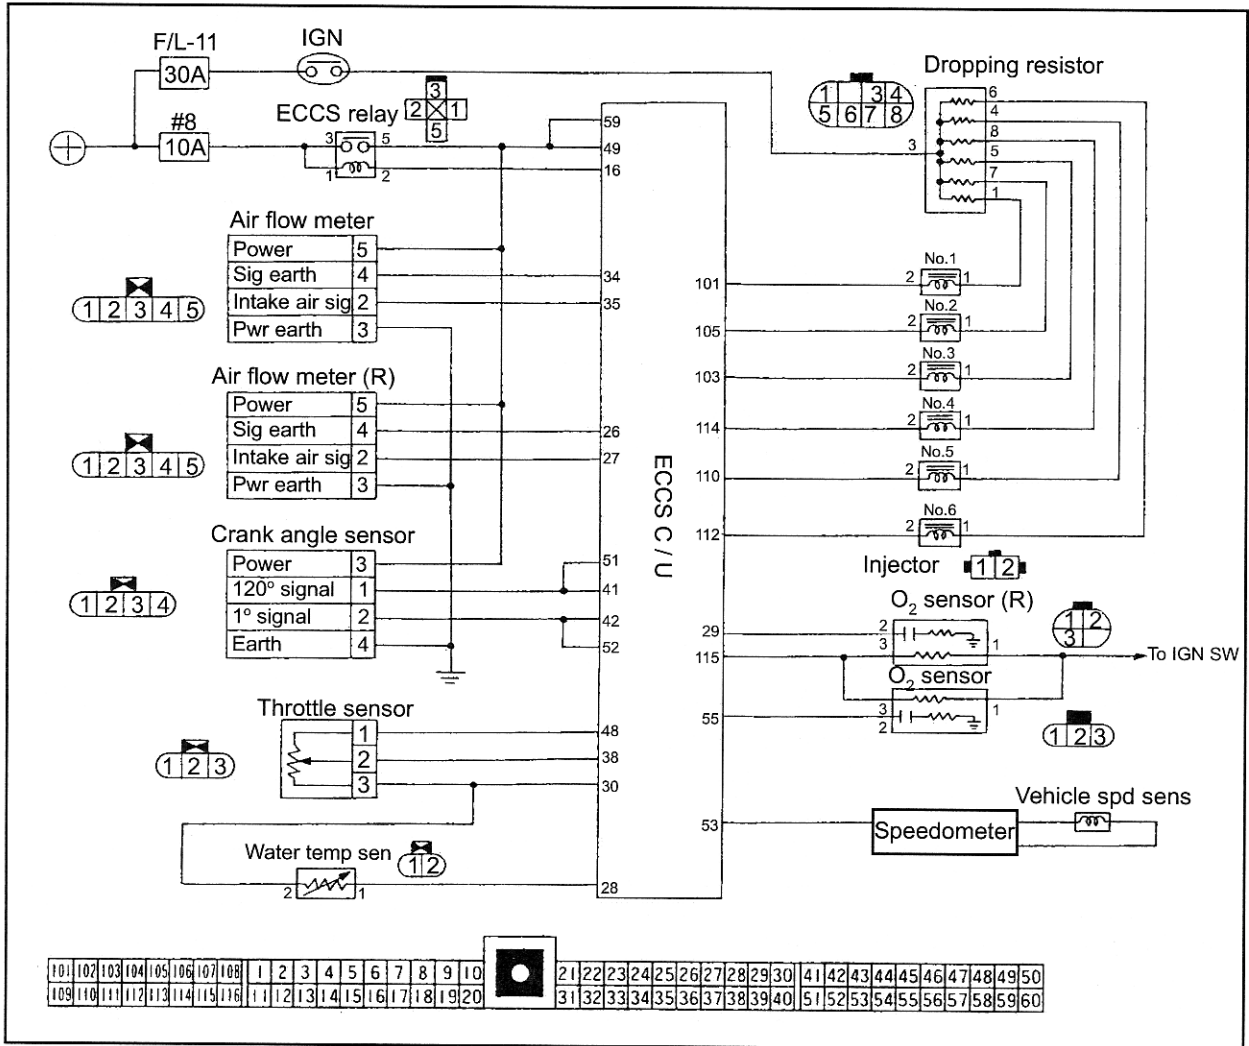 F/L-11
30A
IGN
#8
10A
ECCS relay
3 5
1 2
3
2 1
5
59
49
16
Dropping resistor
1 3 4
5 6 7 8
3
6
4
8
5
7
1
Air flow meter
Power 5
Sig earth 4
Intake air sig 2
Pwr earth 3
1 2 3 4 5
34
35
Air flow meter (R)
Power 5
Sig earth 4
Intake air sig 2
Pwr earth 3
1 2 3 4 5
26
27
Crank angle sensor
Power 3
120º signal 1
1º signal 2
Earth 4
1 2 3 4
51
41
42
52
Throttle sensor
1
2
3
1 2 3
48
38
30
Water temp sen
1 2
2 1
28
ECCS C / U
No.1
101 2 1
No.2
105 2 1
No.3
103 2 1
No.4
114 2 1
No.5
110 2 1
No.6
112 2 1
Injector
1 2
O2 sensor (R)
1 2
3
29 2
115 3 1
To IGN SW
O2 sensor
3 1
55 2
1 2 3
Vehicle spd sens
53
Speedometer
101 102 103 104 105 106 107 108 1 2 3 4 5 6 7 8 9 10 21 22 23 24 25 26 27 28 29 30 41 42 43 44 45 46 47 48 49 50
109 110 111 112 113 114 115 116 11 12 13 14 15 16 17 18 19 20 31 32 33 34 35 36 37 38 39 40 51 52 53 54 55 56 57 58 59 60